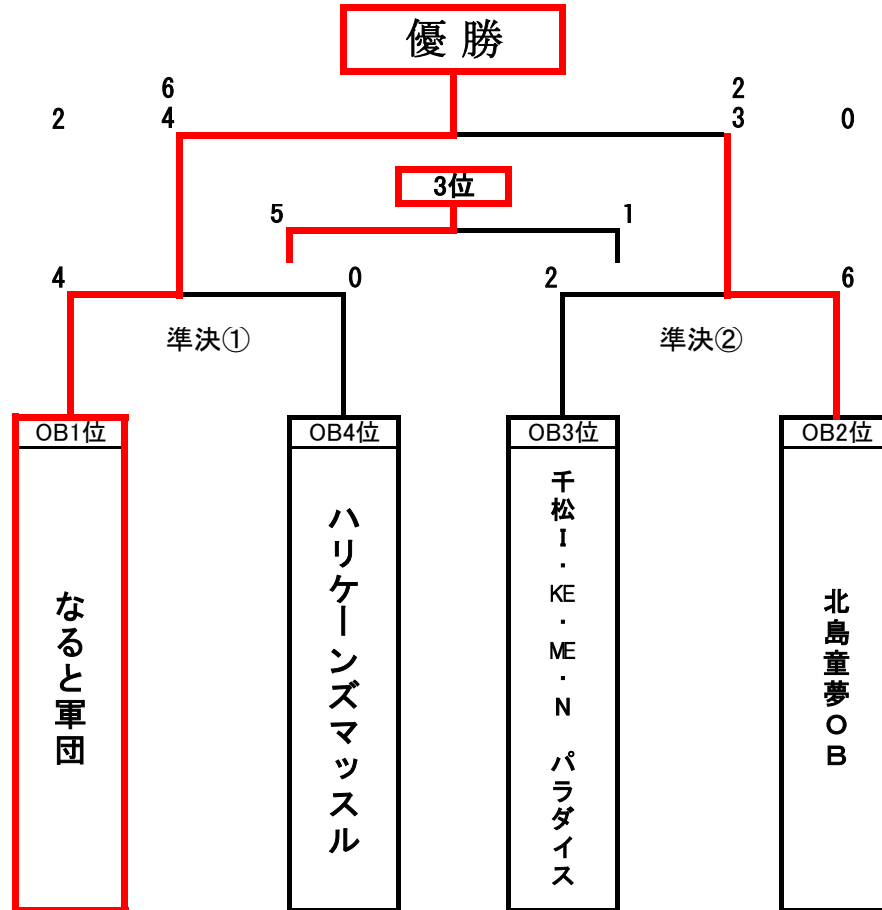 優勝
6 2
2 4 3 0
3位
5 1
4 0 2 6
準決① 準決②
OB1位 OB4位 OB3位 OB2位
なると軍団
ハリケーンズマッスル
千松I・KE・ME・N パラダイス
北島童夢OB